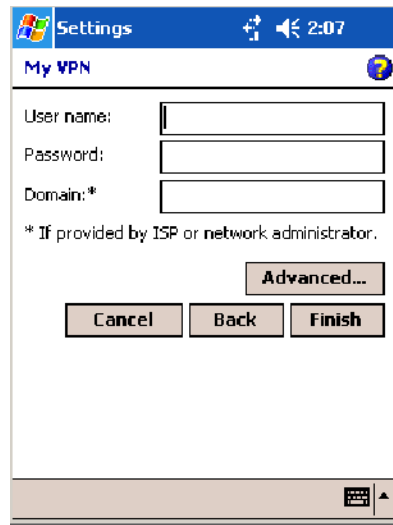 Settings 2:07
My VPN
User name:
Password:
Domain:*
* If provided by ISP or network administrator.
Advanced...
Cancel Back Finish